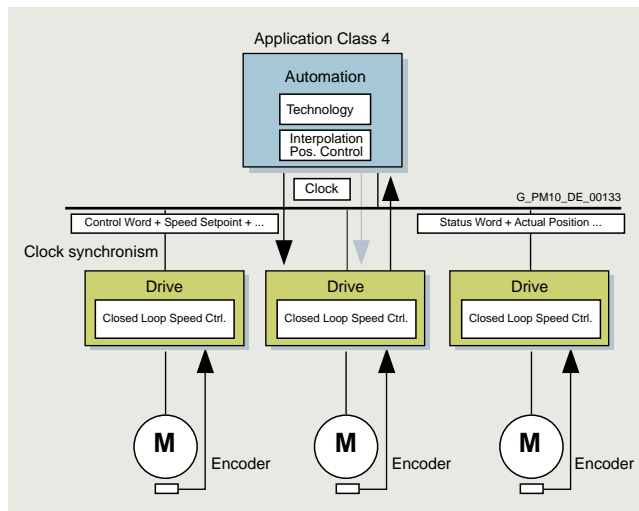 Application Class 4
Automation
Technology
Interpolation
Pos. Control
Clock
G_PM10_DE_00133
Control Word + Speed Setpoint + ...
Status Word + Actual Position ...
Clock synchronism
Drive
Drive
Drive
Closed Loop Speed Ctrl.
Closed Loop Speed Ctrl.
Closed Loop Speed Ctrl.
M
M
M
Encoder
Encoder
Encoder